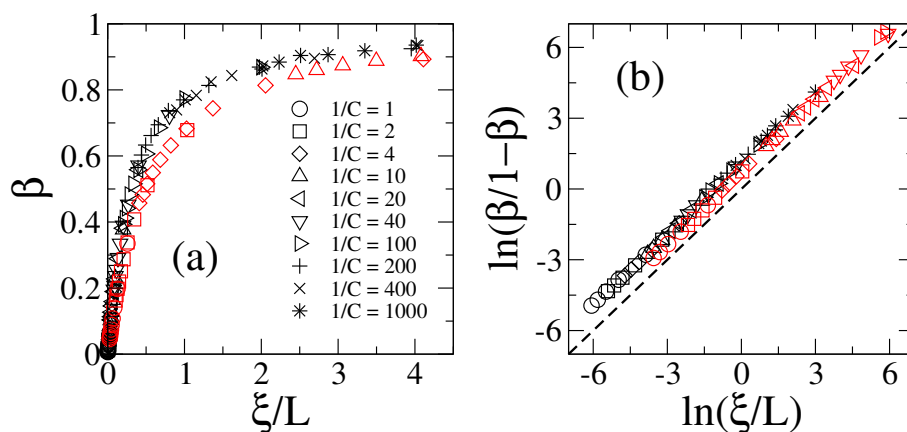 1
0.8
0.6
0.4
0.2
0
β
0 1 2 3 4
ξ/L
(a)
1/C = 1
1/C = 2
1/C = 4
1/C = 10
1/C = 20
1/C = 40
1/C = 100
1/C = 200
1/C = 400
1/C = 1000
6
3
0
-3
-6
ln(β/1−β)
-6 -3 0 3 6
ln(ξ/L)
(b)